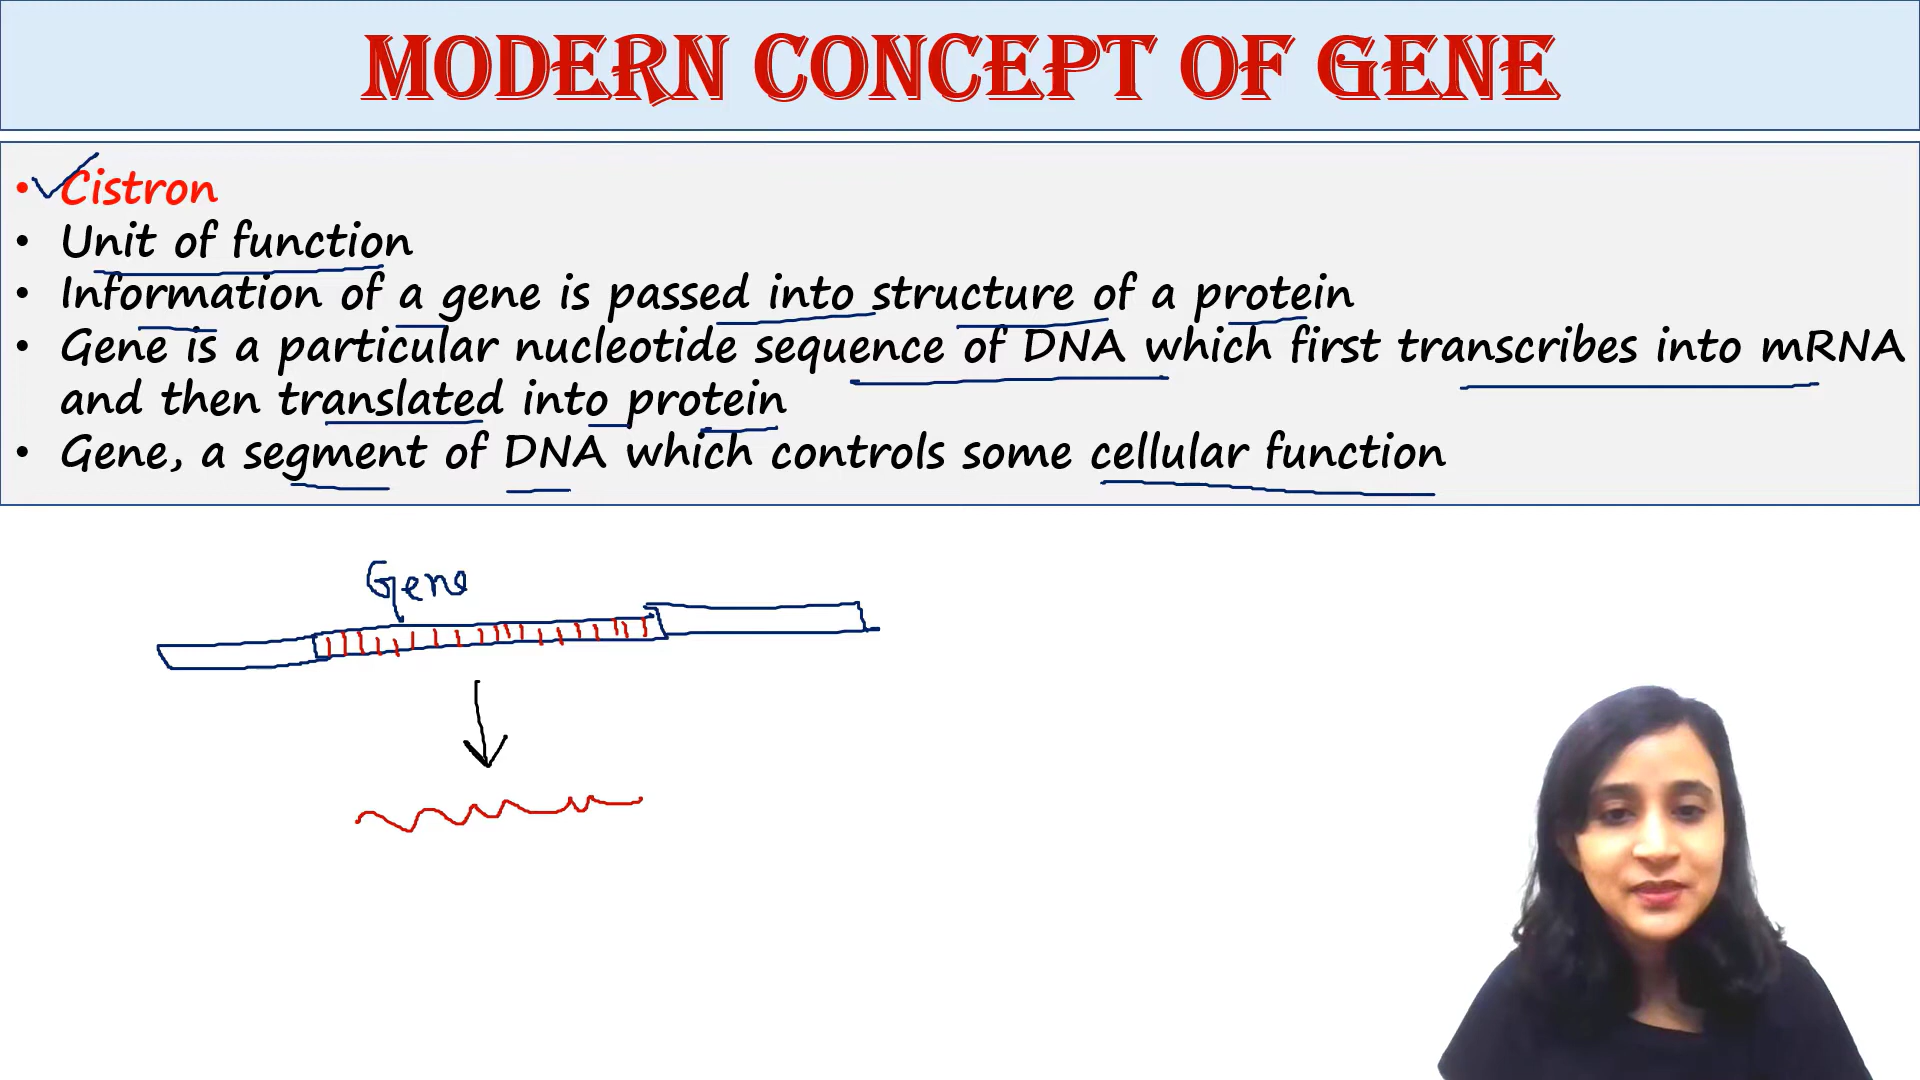 MODERN CONCEPT OF GENE
• Cistron
• Unit of function
• Information of a gene is passed into structure of a protein
• Gene is a particular nucleotide sequence of DNA which first transcribes into mRNA
and then translated into protein
• Gene, a segment of DNA which controls some cellular function
Gene